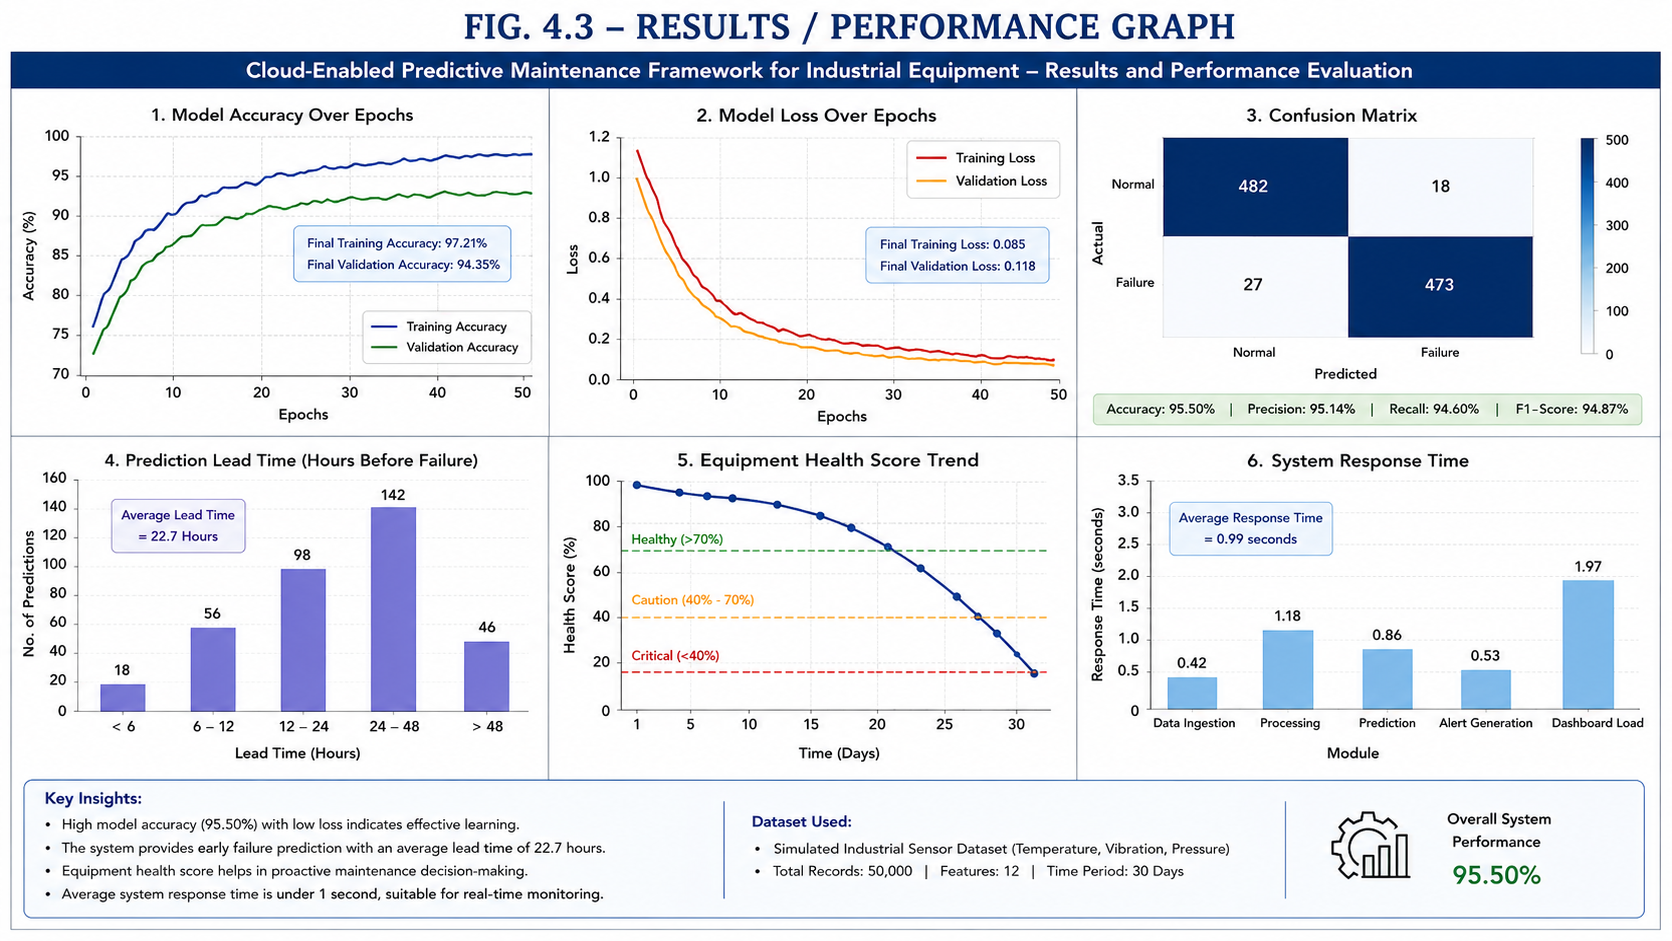 FIG. 4.3 – RESULTS / PERFORMANCE GRAPH
Cloud-Enabled Predictive Maintenance Framework for Industrial Equipment – Results and Performance Evaluation
1. Model Accuracy Over Epochs
Accuracy (%)
100
95
90
85
80
75
70
Final Training Accuracy: 97.21%
Final Validation Accuracy: 94.35%
Training Accuracy
Validation Accuracy
0 10 20 30 40 50
Epochs
2. Model Loss Over Epochs
Loss
1.2
1.0
0.8
0.6
0.4
0.2
0.0
Training Loss
Validation Loss
Final Training Loss: 0.085
Final Validation Loss: 0.118
0 10 20 30 40 50
Epochs
3. Confusion Matrix
Actual
Normal 482 18
Failure 27 473
Normal Failure
Predicted
500
400
300
200
100
0
Accuracy: 95.50% | Precision: 95.14% | Recall: 94.60% | F1-Score: 94.87%
4. Prediction Lead Time (Hours Before Failure)
No. of Predictions
160
140
120
100
80
60
40
20
0
Average Lead Time
= 22.7 Hours
18 56 98 142 46
< 6 6 – 12 12 – 24 24 – 48 > 48
Lead Time (Hours)
5. Equipment Health Score Trend
Health Score (%)
100
80
60
40
20
0
Healthy (>70%)
Caution (40% - 70%)
Critical (<40%)
1 5 10 15 20 25 30
Time (Days)
6. System Response Time
Response Time (seconds)
3.5
3.0
2.5
2.0
1.5
1.0
0.5
0
Average Response Time
= 0.99 seconds
0.42 1.18 0.86 0.53 1.97
Data Ingestion Processing Prediction Alert Generation Dashboard Load
Module
Key Insights:
• High model accuracy (95.50%) with low loss indicates effective learning.
• The system provides early failure prediction with an average lead time of 22.7 hours.
• Equipment health score helps in proactive maintenance decision-making.
• Average system response time is under 1 second, suitable for real-time monitoring.
Dataset Used:
• Simulated Industrial Sensor Dataset (Temperature, Vibration, Pressure)
• Total Records: 50,000 | Features: 12 | Time Period: 30 Days
Overall System
Performance
95.50%